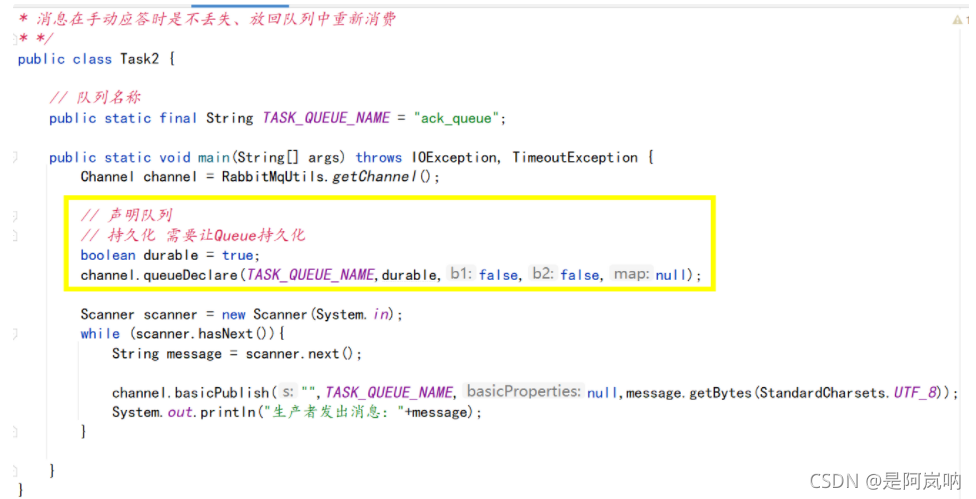 * 消息在手动应答时是不丢失、放回队列中重新消费
* */
public class Task2 {
// 队列名称
public static final String TASK_QUEUE_NAME = "ack_queue";
public static void main(String[] args) throws IOException, TimeoutException {
Channel channel = RabbitMqUtils.getChannel();
// 声明队列
// 持久化 需要让Queue持久化
boolean durable = true;
channel.queueDeclare(TASK_QUEUE_NAME,durable, b1: false, b2: false, map: null);
Scanner scanner = new Scanner(System.in);
while (scanner.hasNext()){
String message = scanner.next();
channel.basicPublish( s: "",TASK_QUEUE_NAME, basicProperties: null,message.getBytes(StandardCharsets.UTF_8));
System.out.println("生产者发出消息："+message);
}
}
}
CSDN @是阿岚呐